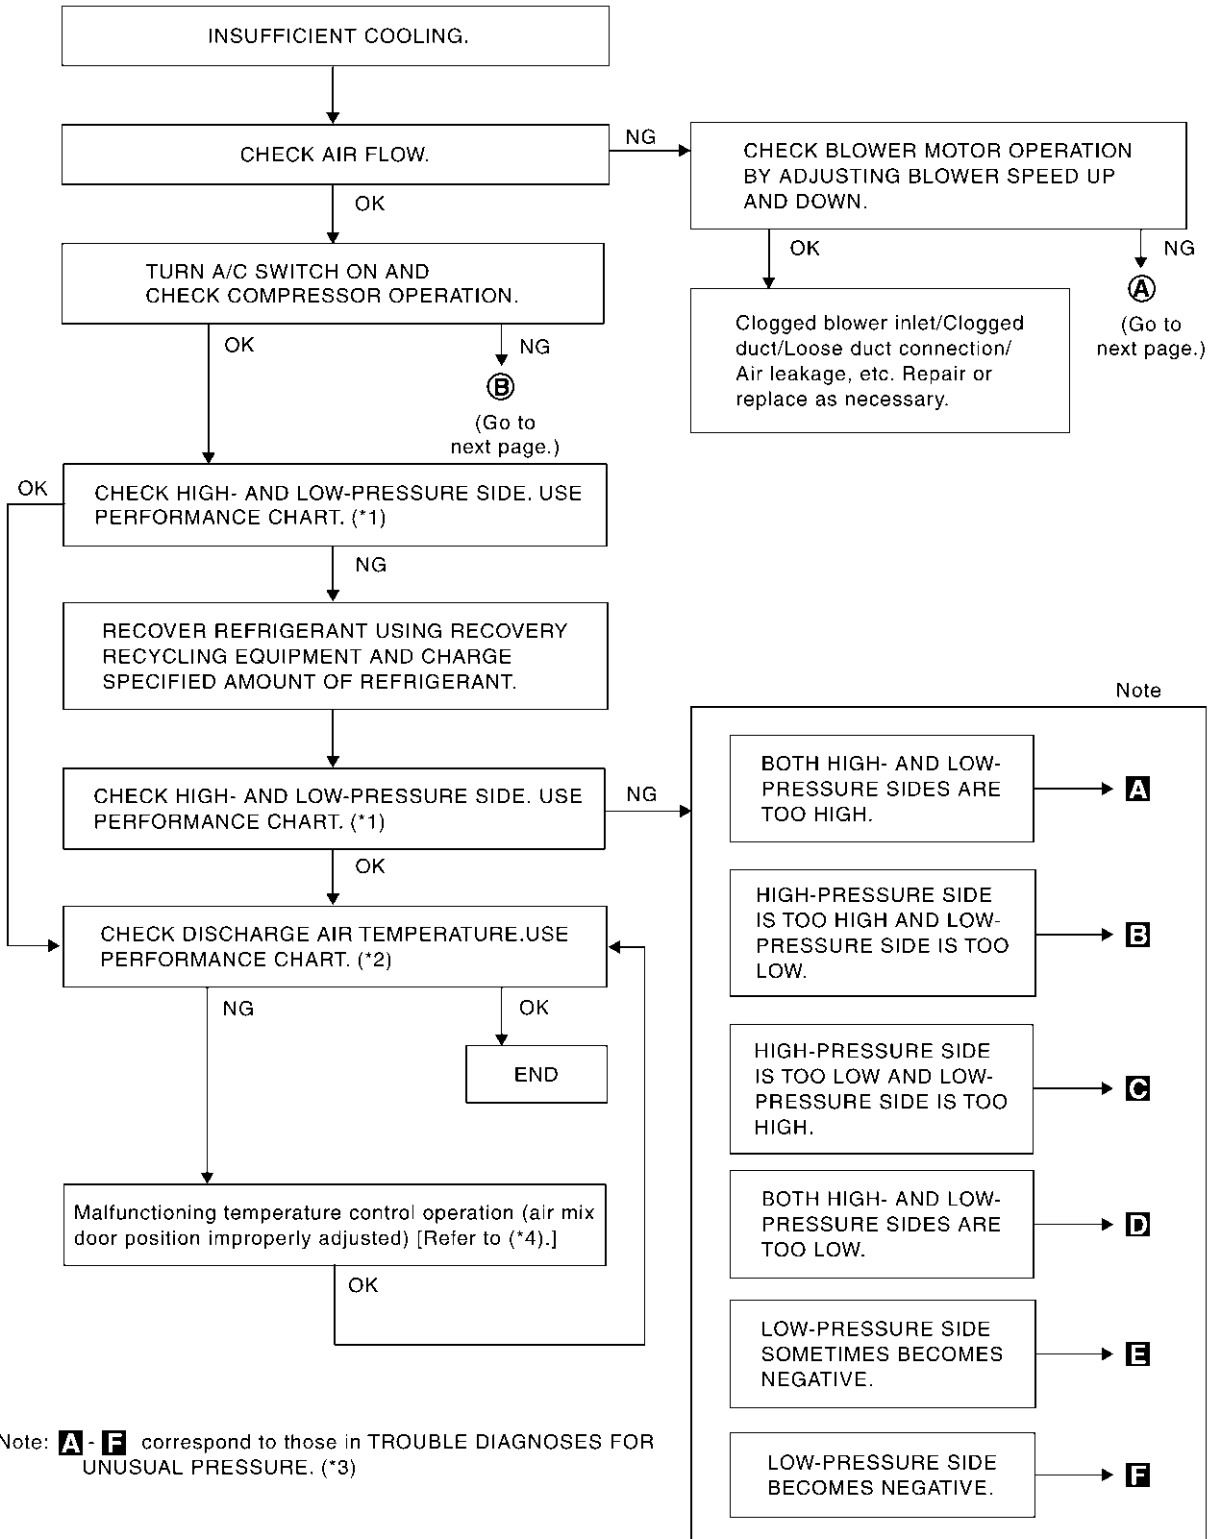 INSUFFICIENT COOLING.
CHECK AIR FLOW.
NG
CHECK BLOWER MOTOR OPERATION
BY ADJUSTING BLOWER SPEED UP
AND DOWN.
OK
OK
NG
TURN A/C SWITCH ON AND
CHECK COMPRESSOR OPERATION.
A
(Go to
next page.)
Clogged blower inlet/Clogged
duct/Loose duct connection/
Air leakage, etc. Repair or
replace as necessary.
OK
NG
B
(Go to
next page.)
OK
CHECK HIGH- AND LOW-PRESSURE SIDE. USE
PERFORMANCE CHART. (*1)
NG
RECOVER REFRIGERANT USING RECOVERY
RECYCLING EQUIPMENT AND CHARGE
SPECIFIED AMOUNT OF REFRIGERANT.
CHECK HIGH- AND LOW-PRESSURE SIDE. USE
PERFORMANCE CHART. (*1)
NG
OK
CHECK DISCHARGE AIR TEMPERATURE.USE
PERFORMANCE CHART. (*2)
NG
OK
END
Malfunctioning temperature control operation (air mix
door position improperly adjusted) [Refer to (*4).]
OK
Note
BOTH HIGH- AND LOW-
PRESSURE SIDES ARE
TOO HIGH.
A
HIGH-PRESSURE SIDE
IS TOO HIGH AND LOW-
PRESSURE SIDE IS TOO
LOW.
B
HIGH-PRESSURE SIDE
IS TOO LOW AND LOW-
PRESSURE SIDE IS TOO
HIGH.
C
BOTH HIGH- AND LOW-
PRESSURE SIDES ARE
TOO LOW.
D
LOW-PRESSURE SIDE
SOMETIMES BECOMES
NEGATIVE.
E
LOW-PRESSURE SIDE
BECOMES NEGATIVE.
F
Note: A - F correspond to those in TROUBLE DIAGNOSES FOR
UNUSUAL PRESSURE. (*3)